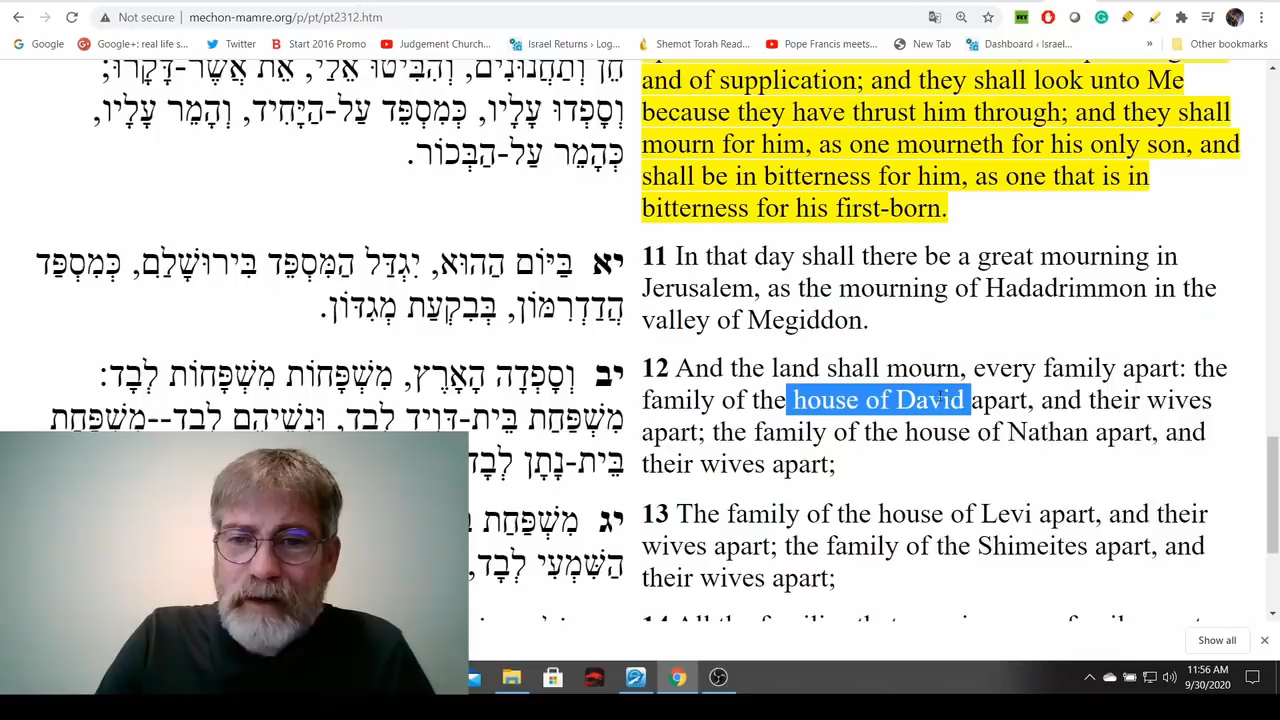 Not secure | mechon-mamre.org/p/pt/pt2312.htm
Google Google+: real life s... Twitter Start 2016 Promo Judgement Church... Israel Returns › Log... Shemot Torah Read... Pope Francis meets... New Tab Dashboard ‹ Israel... » Other bookmarks
חֵן וְתַחֲנוּנִים, וְהִבִּיטוּ אֵלַי, אֵת אֲשֶׁר-דָּקָרוּ;
וְסָפְדוּ עָלָיו, כְּמִסְפֵּד עַל-הַיָּחִיד, וְהָמֵר עָלָיו,
כְּהָמֵר עַל-הַבְּכוֹר.
and of supplication; and they shall look unto Me
because they have thrust him through; and they shall
mourn for him, as one mourneth for his only son, and
shall be in bitterness for him, as one that is in
bitterness for his first-born.
יא בַּיּוֹם הַהוּא, יִגְדַּל הַמִּסְפֵּד בִּירוּשָׁלִַם, כְּמִסְפַּד
הֲדַדְרִמּוֹן, בְּבִקְעַת מְגִדּוֹן.
11 In that day shall there be a great mourning in
Jerusalem, as the mourning of Hadadrimmon in the
valley of Megiddon.
יב וְסָפְדָה הָאָרֶץ, מִשְׁפָּחוֹת מִשְׁפָּחוֹת לְבָד:
מִשְׁפַּחַת בֵּית-דָּוִיד לְבָד, וּנְשֵׁיהֶם לְבָד--מִשְׁפַּחַת
בֵּית-נָתָן לְבָד
12 And the land shall mourn, every family apart: the
family of the house of David apart, and their wives
apart; the family of the house of Nathan apart, and
their wives apart;
יג מִשְׁפַּחַת
הַשִּׁמְעִי לְבָד,
13 The family of the house of Levi apart, and their
wives apart; the family of the Shimeites apart, and
their wives apart;
Show all
11:56 AM
9/30/2020